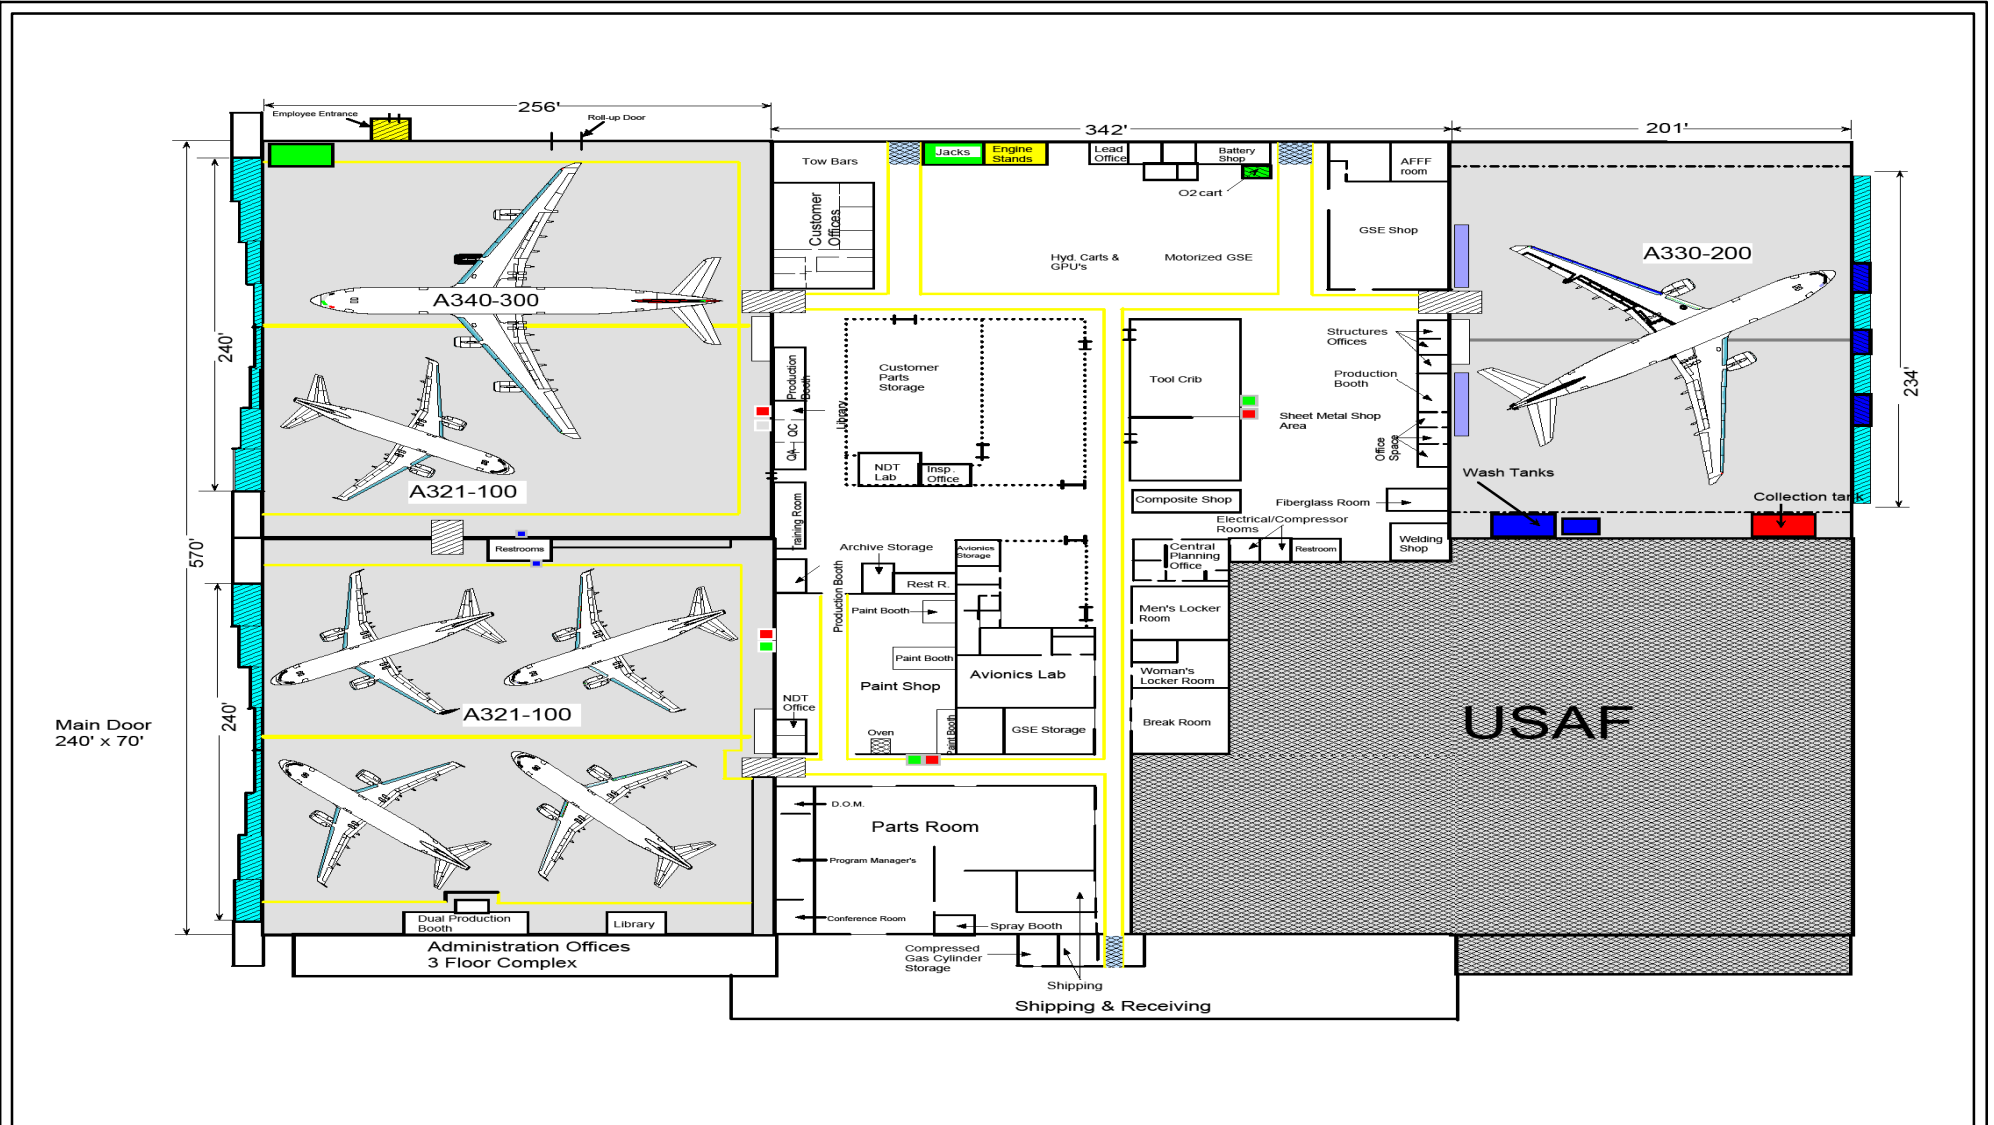 256'
Employee Entrance
Roll-up Door
342'
201'
Tow Bars
Jacks
Engine
Stands
Lead
Office
Battery
Shop
AFFF
room
O2 cart
Customer
Offices
GSE Shop
Hyd. Carts &
GPU's
Motorized GSE
A330-200
A340-300
240'
Structures
Offices
Customer
Parts
Storage
Tool Crib
Production
Booth
Production
Booth
234'
Library
Sheet Metal Shop
Area
QC
QA
Office
Space
NDT
Lab
Insp.
Office
A321-100
Wash Tanks
Composite Shop
Fiberglass Room
Collection tank
Training Room
Electrical/Compressor
Rooms
570'
Restrooms
Archive Storage
Avionics
Storage
Central
Planning
Office
Restroom
Welding
Shop
Production Booth
Rest R.
Paint Booth
Men's Locker
Room
Paint Booth
Paint Shop
Avionics Lab
Woman's
Locker Room
NDT
Office
A321-100
240'
Main Door
240' x 70'
Oven
Paint Booth
GSE Storage
Break Room
USAF
D.O.M.
Parts Room
Program Manager's
Dual Production
Booth
Library
Conference Room
Spray Booth
Administration Offices
3 Floor Complex
Compressed
Gas Cylinder
Storage
Shipping
Shipping & Receiving